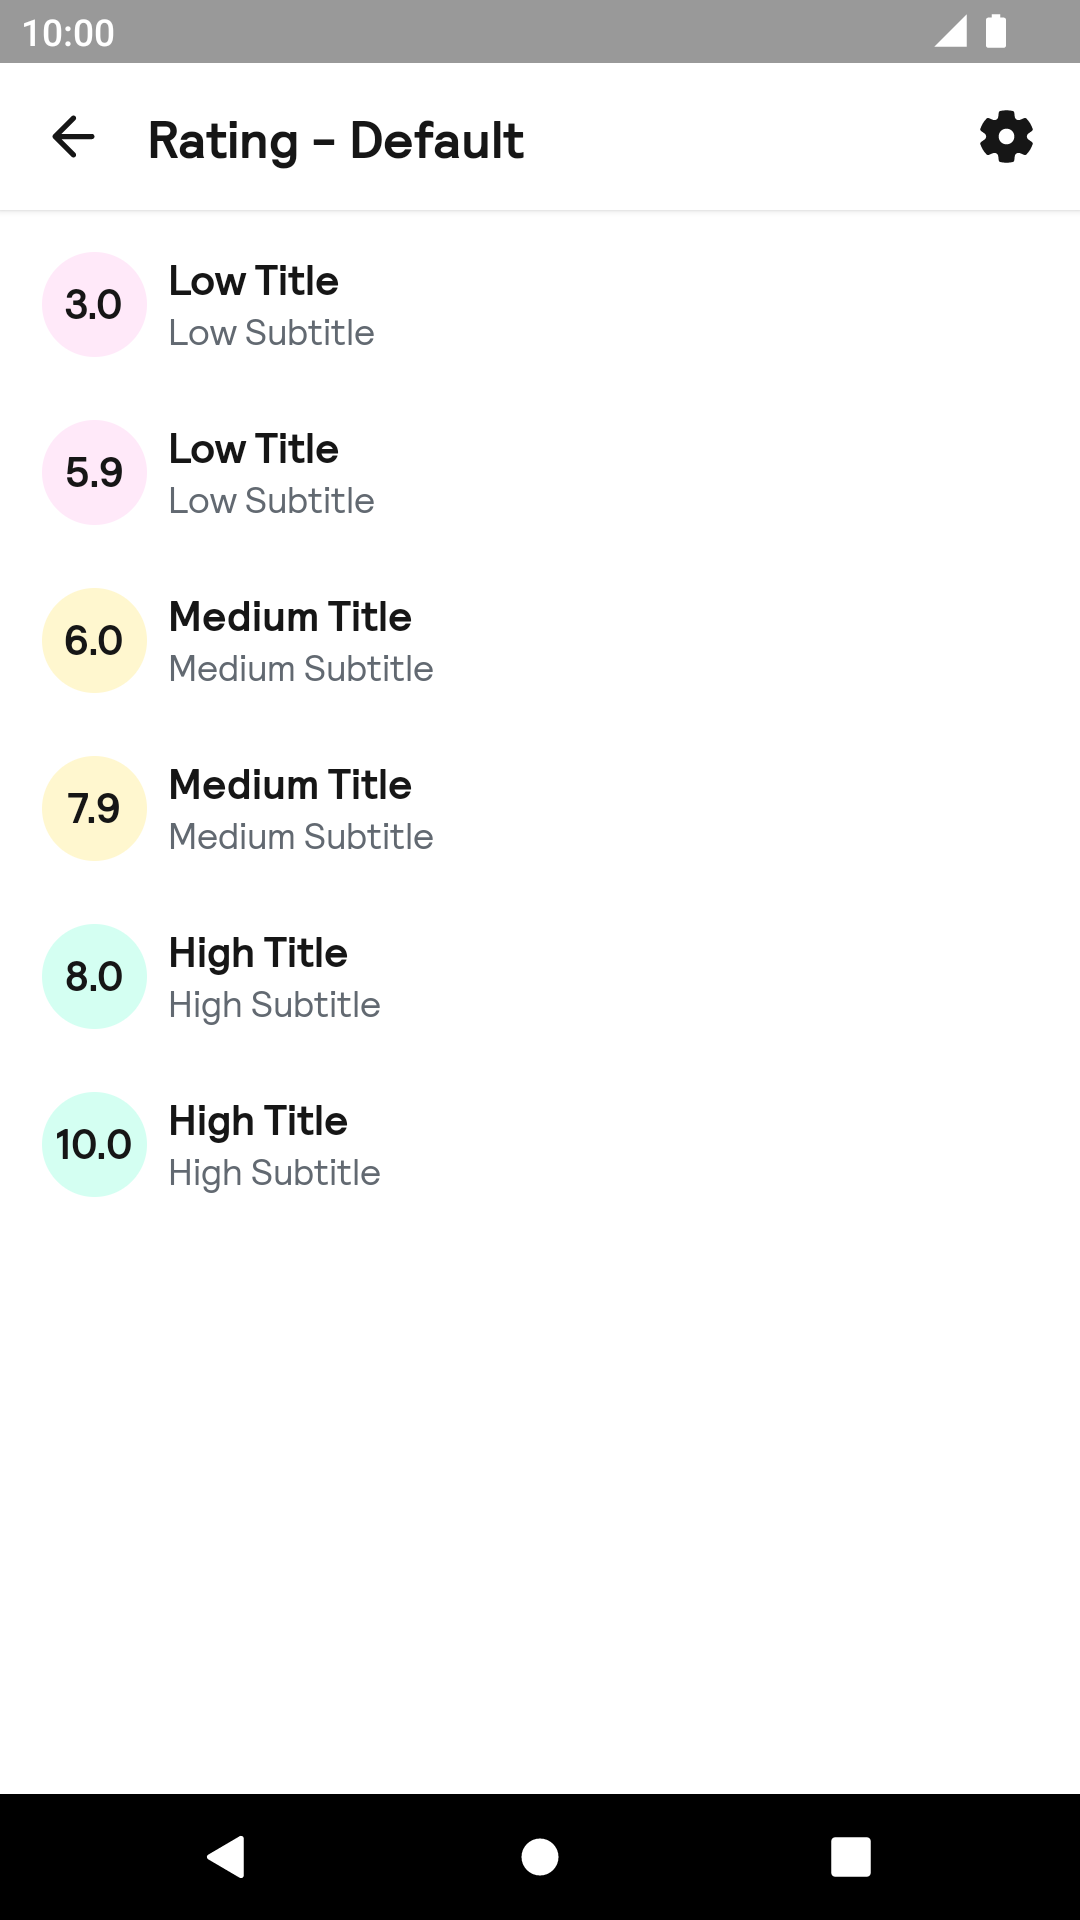 10:00
Rating – Default
3.0
Low Title
Low Subtitle
5.9
Low Title
Low Subtitle
6.0
Medium Title
Medium Subtitle
7.9
Medium Title
Medium Subtitle
8.0
High Title
High Subtitle
10.0
High Title
High Subtitle